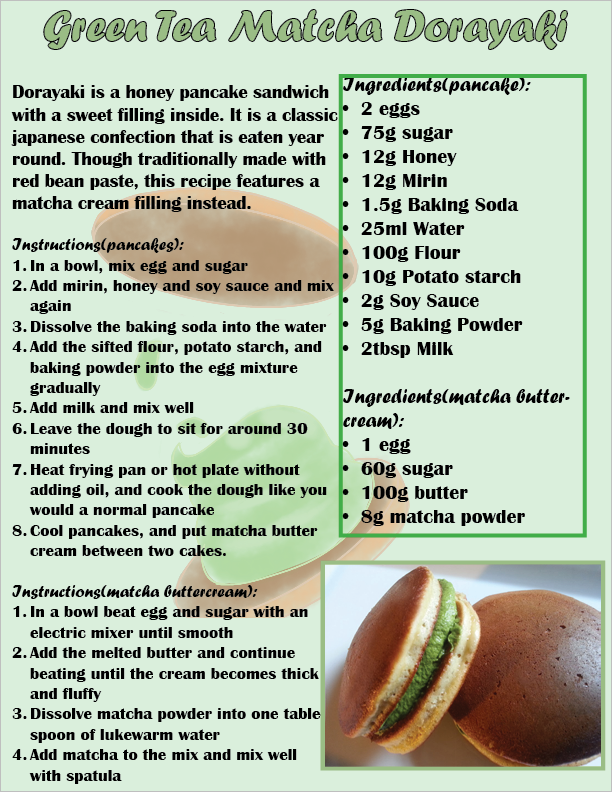 Green Tea Matcha Dorayaki
Dorayaki is a honey pancake sandwich
with a sweet filling inside. It is a classic
japanese confection that is eaten year
round. Though traditionally made with
red bean paste, this recipe features a
matcha cream filling instead.
Instructions(pancakes):
1. In a bowl, mix egg and sugar
2. Add mirin, honey and soy sauce and mix
again
3. Dissolve the baking soda into the water
4. Add the sifted flour, potato starch, and
baking powder into the egg mixture
gradually
5. Add milk and mix well
6. Leave the dough to sit for around 30
minutes
7. Heat frying pan or hot plate without
adding oil, and cook the dough like you
would a normal pancake
8. Cool pancakes, and put matcha butter
cream between two cakes.
Instructions(matcha buttercream):
1. In a bowl beat egg and sugar with an
electric mixer until smooth
2. Add the melted butter and continue
beating until the cream becomes thick
and fluffy
3. Dissolve matcha powder into one table
spoon of lukewarm water
4. Add matcha to the mix and mix well
with spatula
Ingredients(pancake):
• 2 eggs
• 75g sugar
• 12g Honey
• 12g Mirin
• 1.5g Baking Soda
• 25ml Water
• 100g Flour
• 10g Potato starch
• 2g Soy Sauce
• 5g Baking Powder
• 2tbsp Milk
Ingredients(matcha butter-
cream):
• 1 egg
• 60g sugar
• 100g butter
• 8g matcha powder